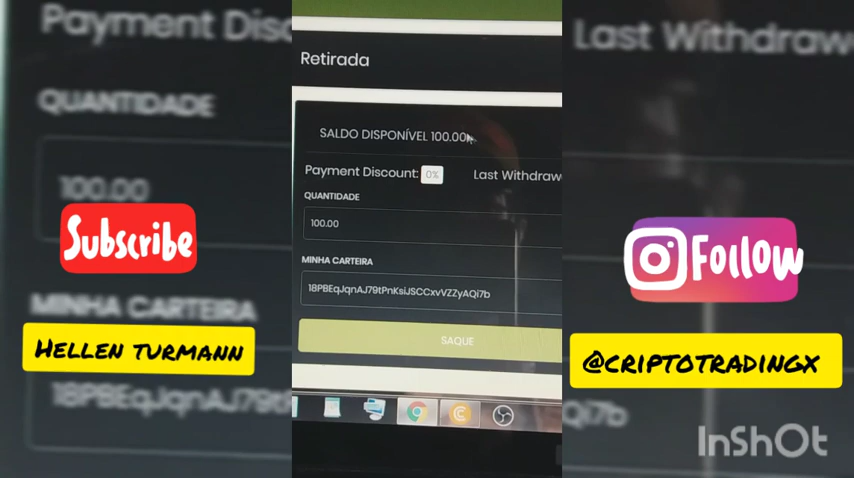 Payment Disc
QUANTIDADE
100.00
Subscribe
MINHA CARTEIRA
HELLEN TURMANN
Retirada
SALDO DISPONÍVEL 100.00
Payment Discount: 0% Last Withdraw
QUANTIDADE
100.00
MINHA CARTEIRA
18PBEqJqnAJ79tPnKsiJSCCxvVZZyAQi7b
SAQUE
Last Withdraw
Follow
@CRIPTOTRADINGX
Qi7b
InShOt